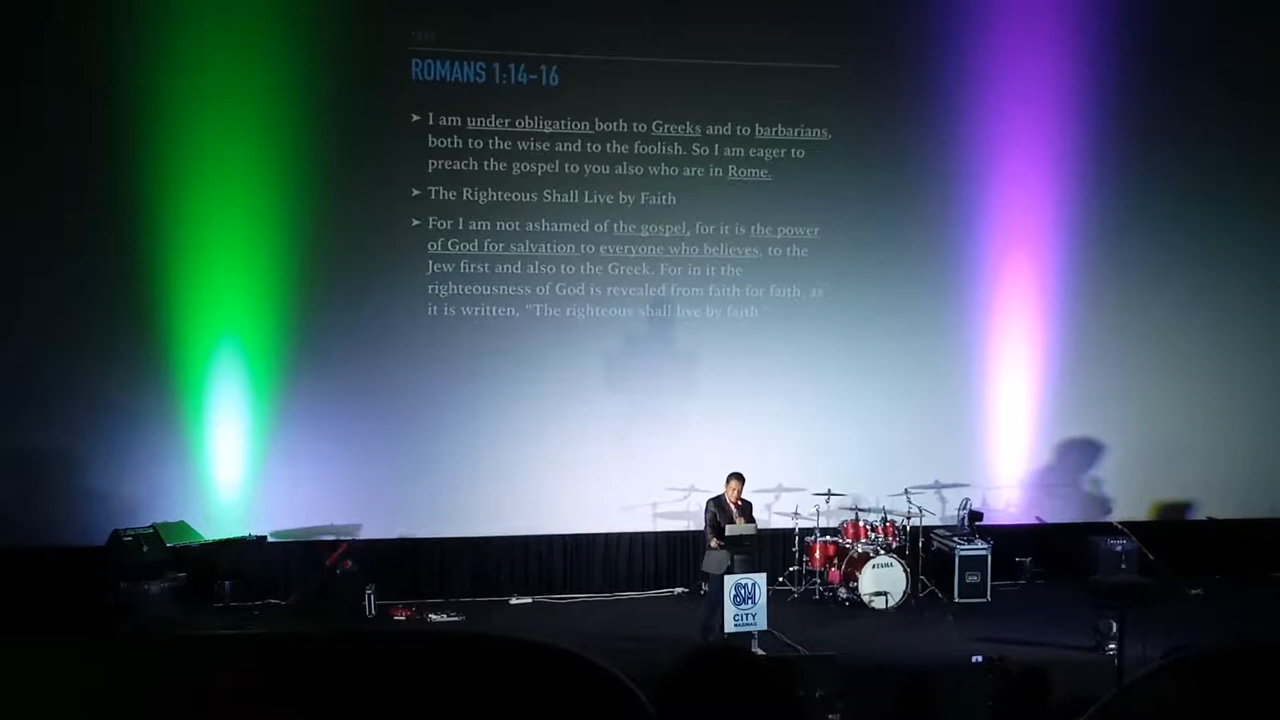 TEXT
ROMANS 1:14-16
➤ I am under obligation both to Greeks and to barbarians,
both to the wise and to the foolish. So I am eager to
preach the gospel to you also who are in Rome.
➤ The Righteous Shall Live by Faith
➤ For I am not ashamed of the gospel, for it is the power
of God for salvation to everyone who believes, to the
Jew first and also to the Greek. For in it the
righteousness of God is revealed from faith for faith, as
it is written, “The righteous shall live by faith.”
TAMA
SM
CITY
MASINAG